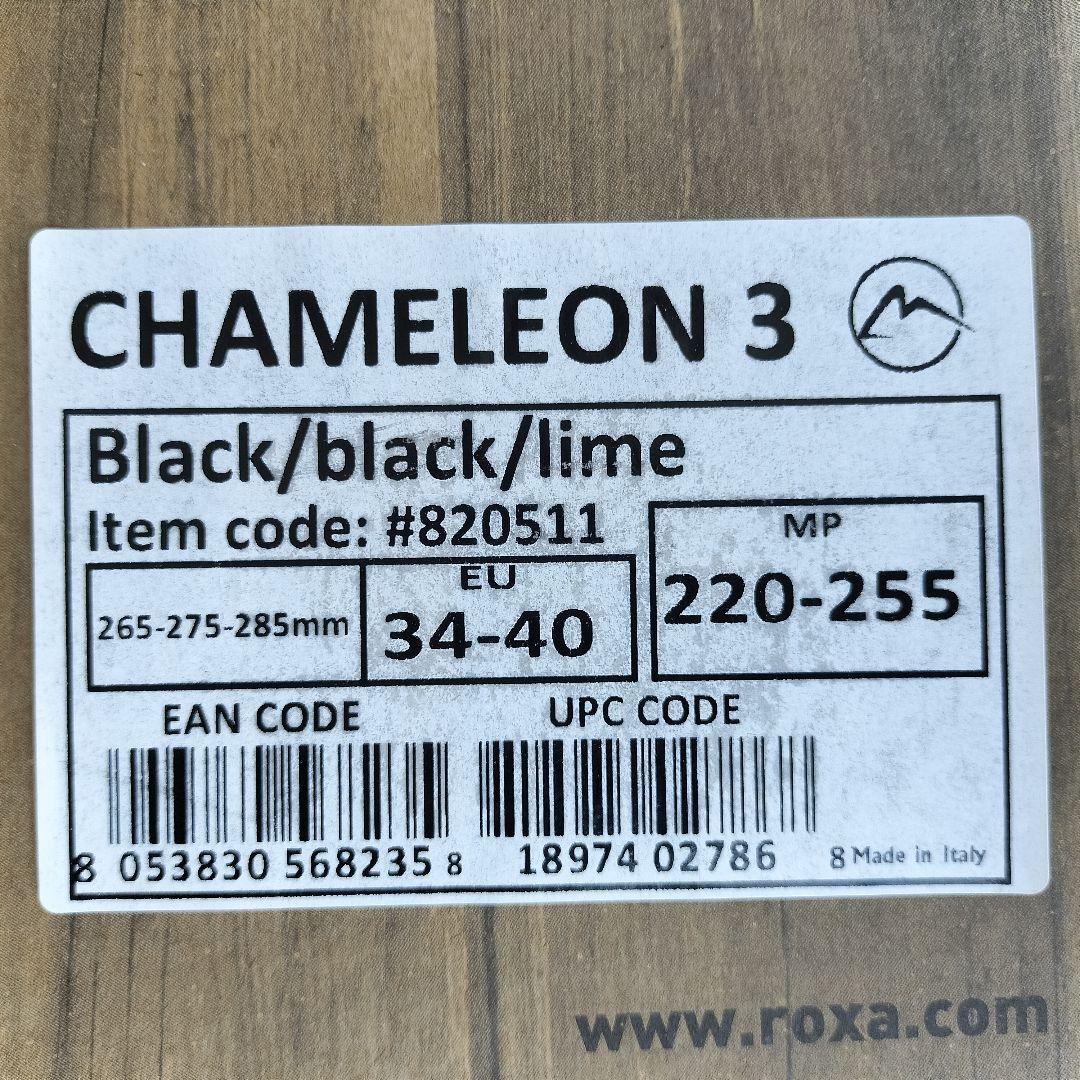 CHAMELEON 3
Black/black/lime
Item code: #820511
MP
220-255
EU
34-40
265-275-285mm
EAN CODE
UPC CODE
8 053830 568235
8 18974 02786 8
Made in Italy
www.roxa.com